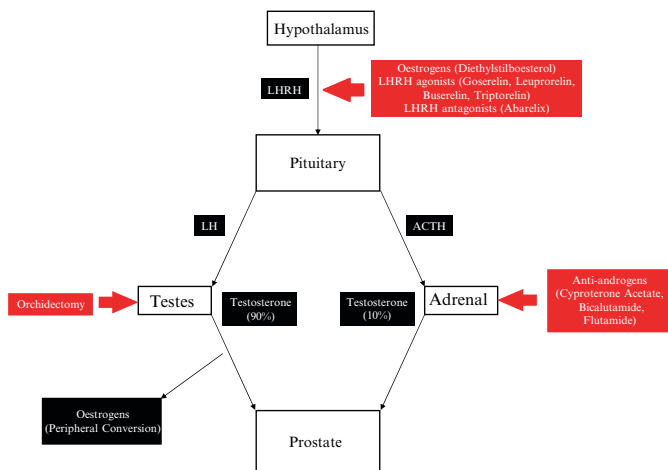 Hypothalamus
LHRH
Oestrogens (Diethylstilboesterol)
LHRH agonists (Goserelin, Leuprorelin,
Buserelin, Triptorelin)
LHRH antagonists (Abarelix)
Pituitary
LH
ACTH
Orchidectomy
Testes
Testosterone
(90%)
Testosterone
(10%)
Adrenal
Anti-androgens
(Cyproterone Acetate,
Bicalutamide,
Flutamide)
Oestrogens
(Peripheral Conversion)
Prostate